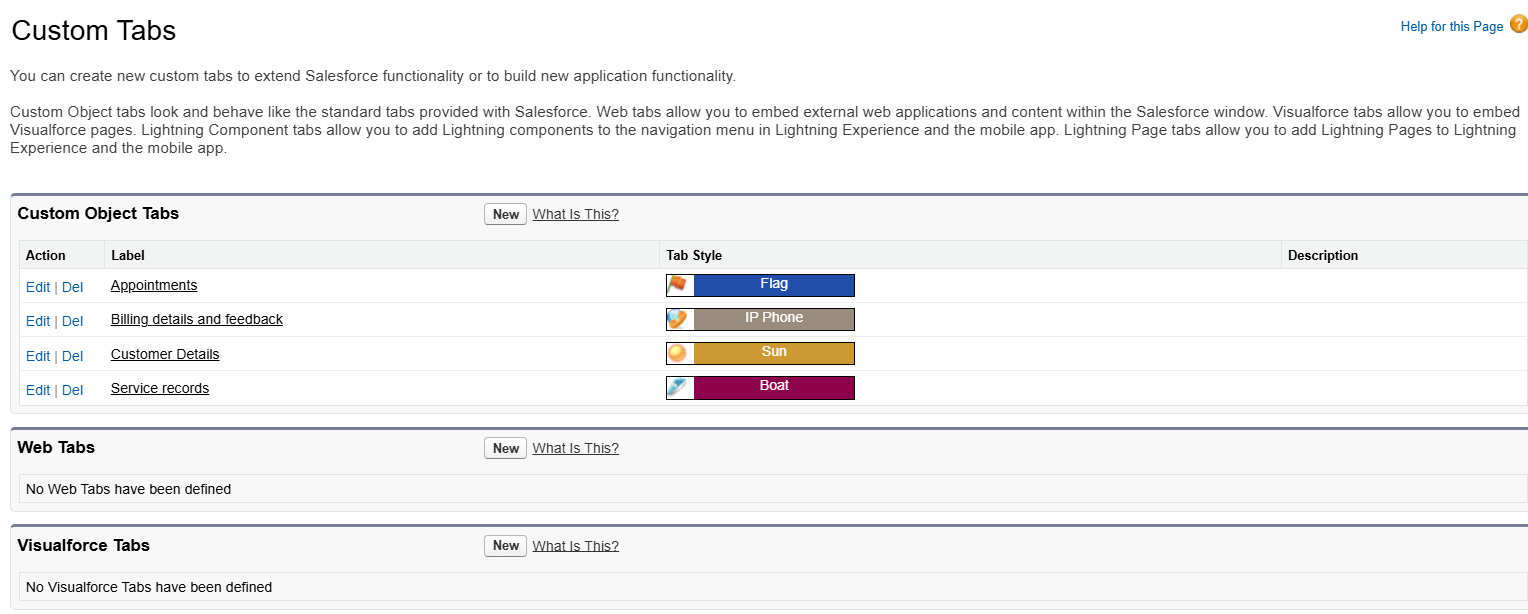 Custom Tabs
Help for this Page ?
You can create new custom tabs to extend Salesforce functionality or to build new application functionality.
Custom Object tabs look and behave like the standard tabs provided with Salesforce. Web tabs allow you to embed external web applications and content within the Salesforce window. Visualforce tabs allow you to embed
Visualforce pages. Lightning Component tabs allow you to add Lightning components to the navigation menu in Lightning Experience and the mobile app. Lightning Page tabs allow you to add Lightning Pages to Lightning
Experience and the mobile app.
Custom Object Tabs New What Is This?
Action Label Tab Style Description
Edit | Del Appointments Flag
Edit | Del Billing details and feedback IP Phone
Edit | Del Customer Details Sun
Edit | Del Service records Boat
Web Tabs New What Is This?
No Web Tabs have been defined
Visualforce Tabs New What Is This?
No Visualforce Tabs have been defined